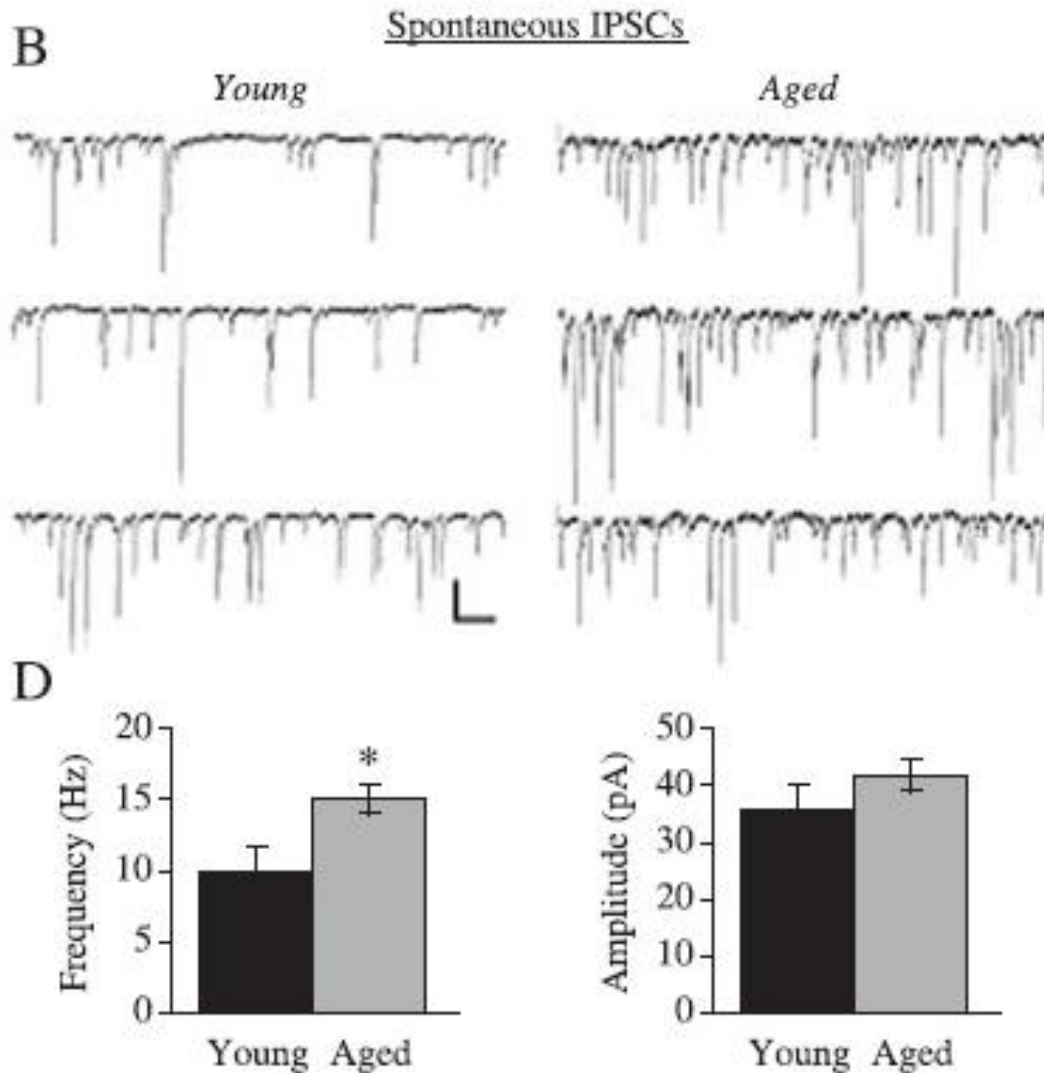 B
Spontaneous IPSCs
Young
Aged
D
Frequency (Hz)
20
15
10
5
0
*
Young Aged
Amplitude (pA)
50
40
30
20
10
0
Young Aged